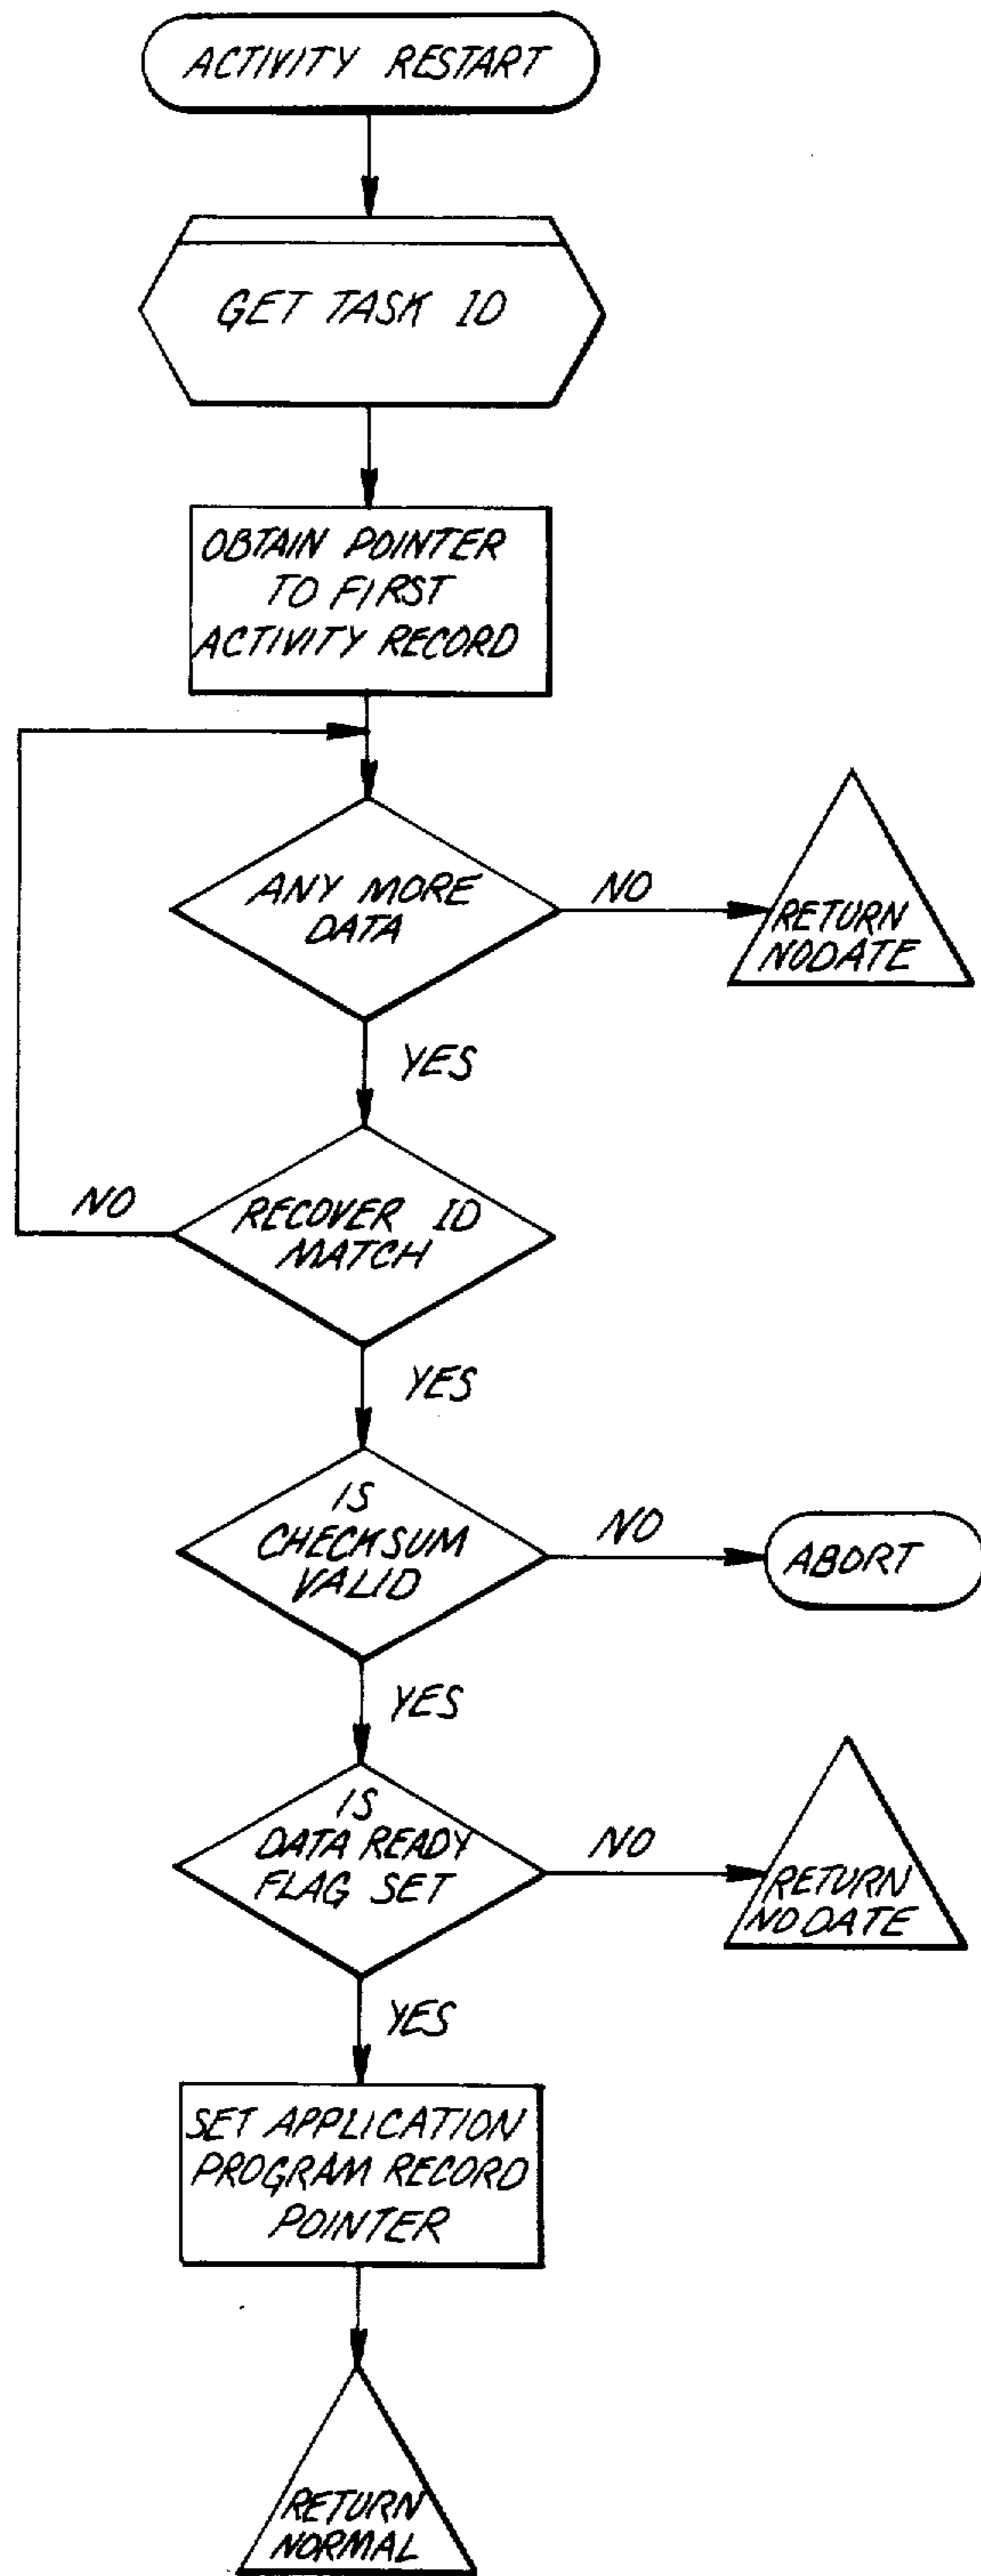 ACTIVITY RESTART
GET TASK ID
OBTAIN POINTER
TO FIRST
ACTIVITY RECORD
ANY MORE
DATA
NO
RETURN
NODATE
YES
RECOVER ID
MATCH
NO
YES
IS
CHECKSUM
VALID
NO
ABORT
YES
IS
DATA READY
FLAG SET
NO
RETURN
NO DATE
YES
SET APPLICATION
PROGRAM RECORD
POINTER
RETURN
NORMAL